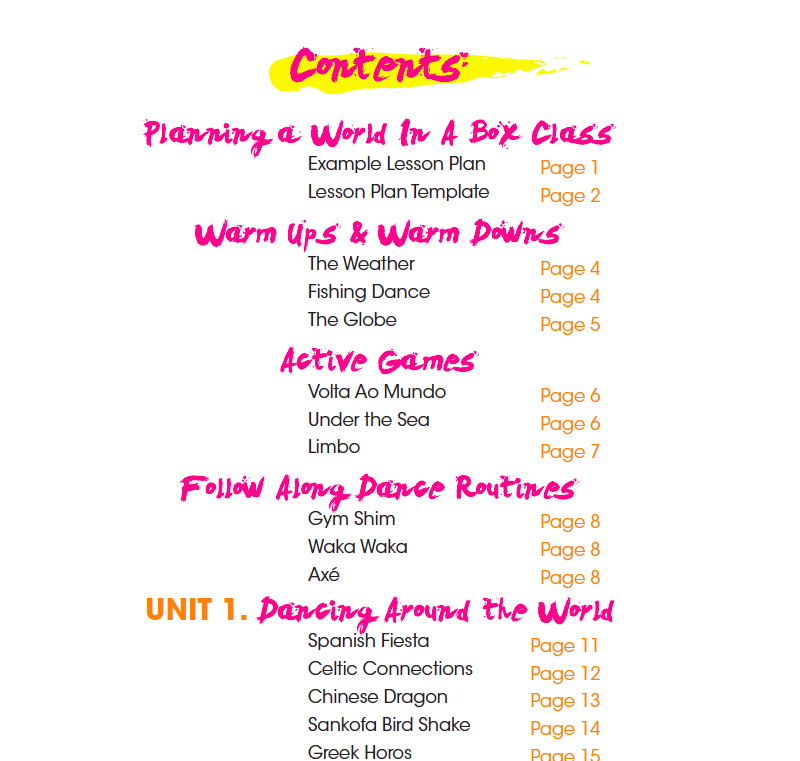 Contents
Planning a World In A Box Class
Example Lesson Plan Page 1
Lesson Plan Template Page 2
Warm Ups & Warm Downs
The Weather Page 4
Fishing Dance Page 4
The Globe Page 5
Active Games
Volta Ao Mundo Page 6
Under the Sea Page 6
Limbo Page 7
Follow Along Dance Routines
Gym Shim Page 8
Waka Waka Page 8
Axé Page 8
UNIT 1. Dancing Around the World
Spanish Fiesta Page 11
Celtic Connections Page 12
Chinese Dragon Page 13
Sankofa Bird Shake Page 14
Greek Horos Page 15